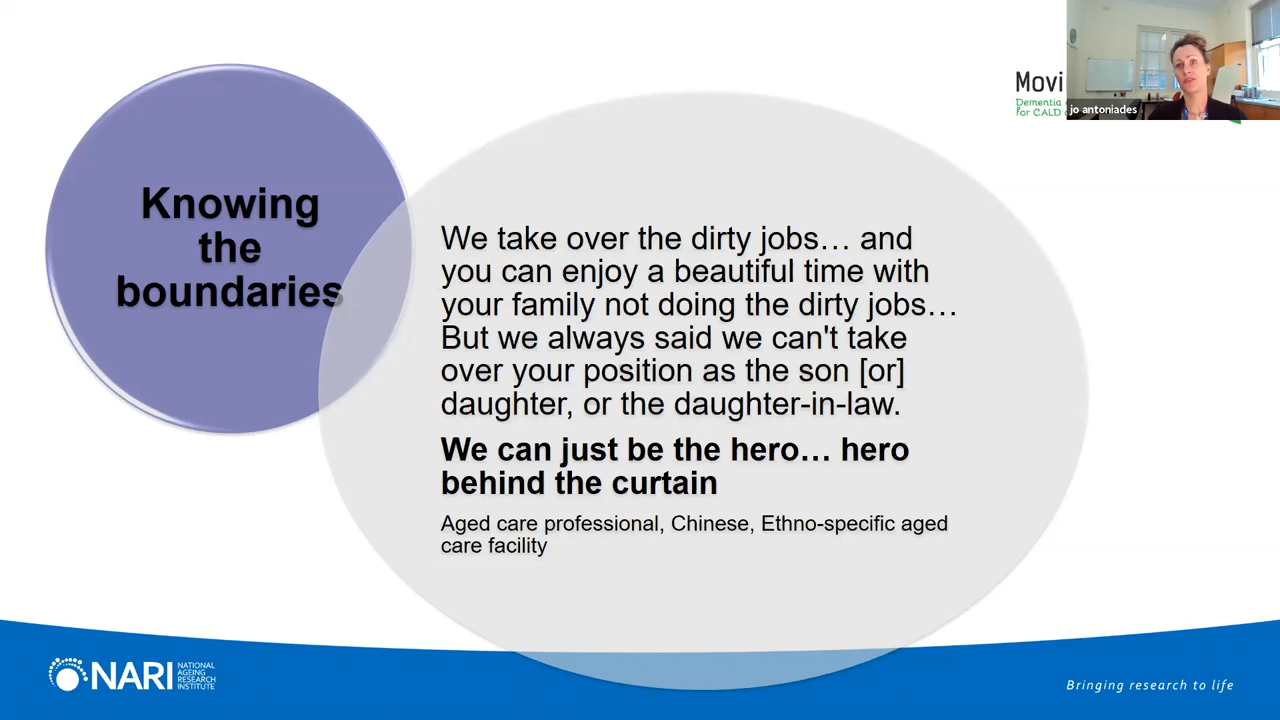 Movi
Dementia
for CALD
jo antoniades
Knowing
the
boundaries
We take over the dirty jobs… and
you can enjoy a beautiful time with
your family not doing the dirty jobs…
But we always said we can't take
over your position as the son [or]
daughter, or the daughter-in-law.
We can just be the hero… hero
behind the curtain
Aged care professional, Chinese, Ethno-specific aged
care facility
NARI
NATIONAL
AGEING
RESEARCH
INSTITUTE
Bringing research to life